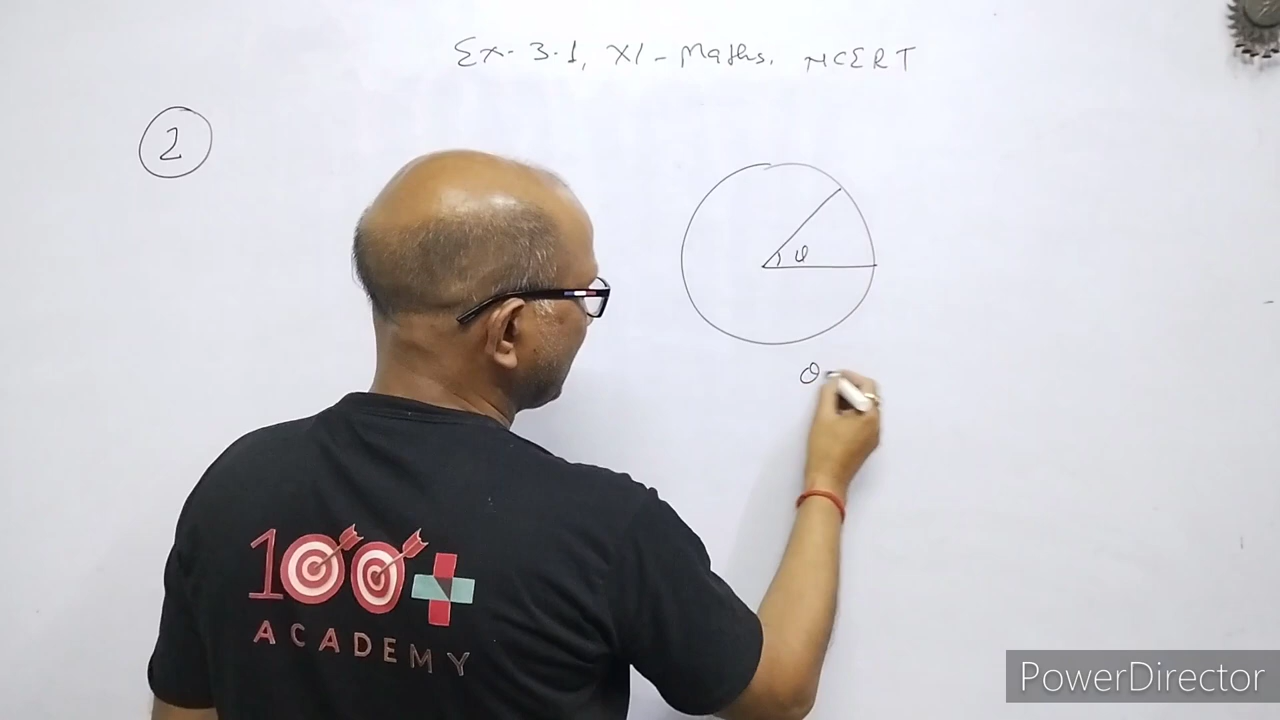 Ex. 3.1, XI - Maths, NCERT
2
θ
θ
100+
ACADEMY
PowerDirector